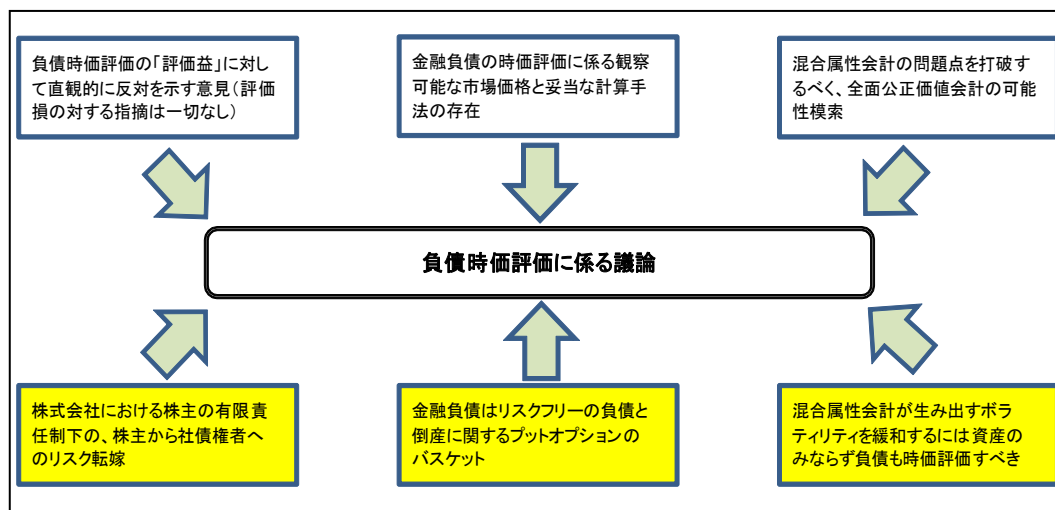 負債時価評価の「評価益」に対し
て直観的に反対を示す意見（評価
損の対する指摘は一切なし）
金融負債の時価評価に係る観察
可能な市場価格と妥当な計算手
法の存在
混合属性会計の問題点を打破す
るべく、全面公正価値会計の可能
性模索
負債時価評価に係る議論
株式会社における株主の有限責
任制下の、株主から社債権者へ
のリスク転嫁
金融負債はリスクフリーの負債と
倒産に関するプットオプションの
バスケット
混合属性会計が生み出すボラ
ティリティを緩和するには資産の
みならず負債も時価評価すべき